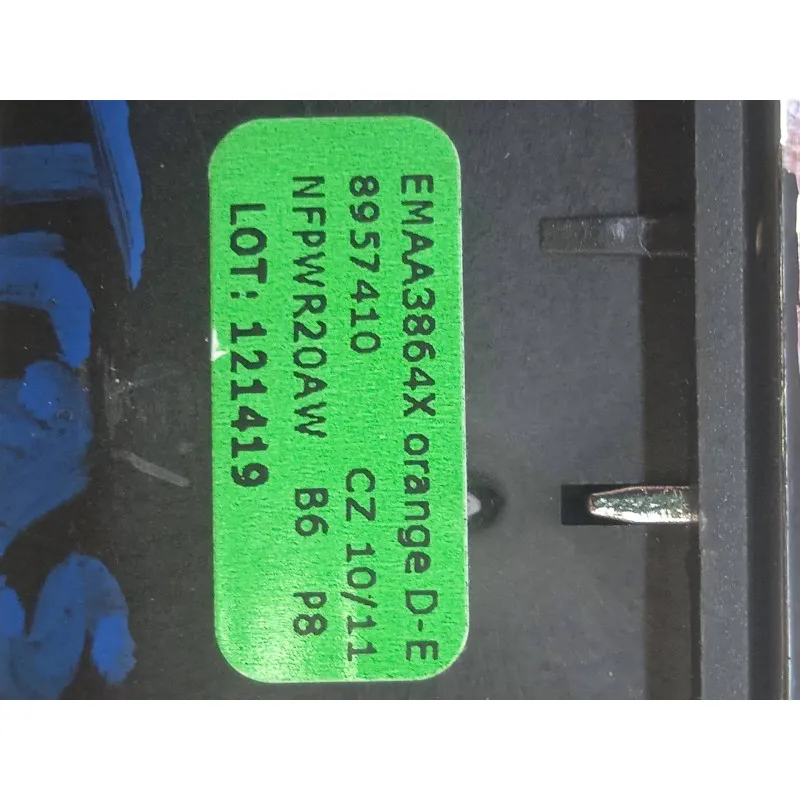 EMAA3864X orange D-E
8957410 CZ 10/11
NFPWR20AW B6 P8
LOT: 121419